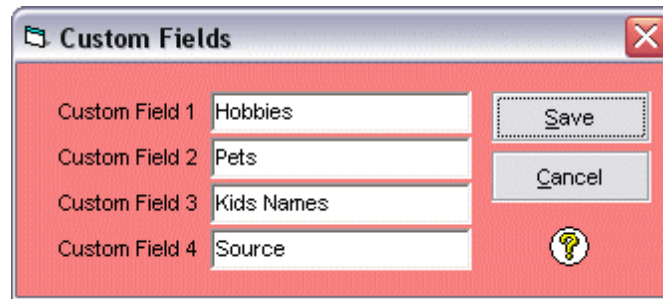 Custom Fields
Custom Field 1 Hobbies
Save
Custom Field 2 Pets
Cancel
Custom Field 3 Kids Names
Custom Field 4 Source
?